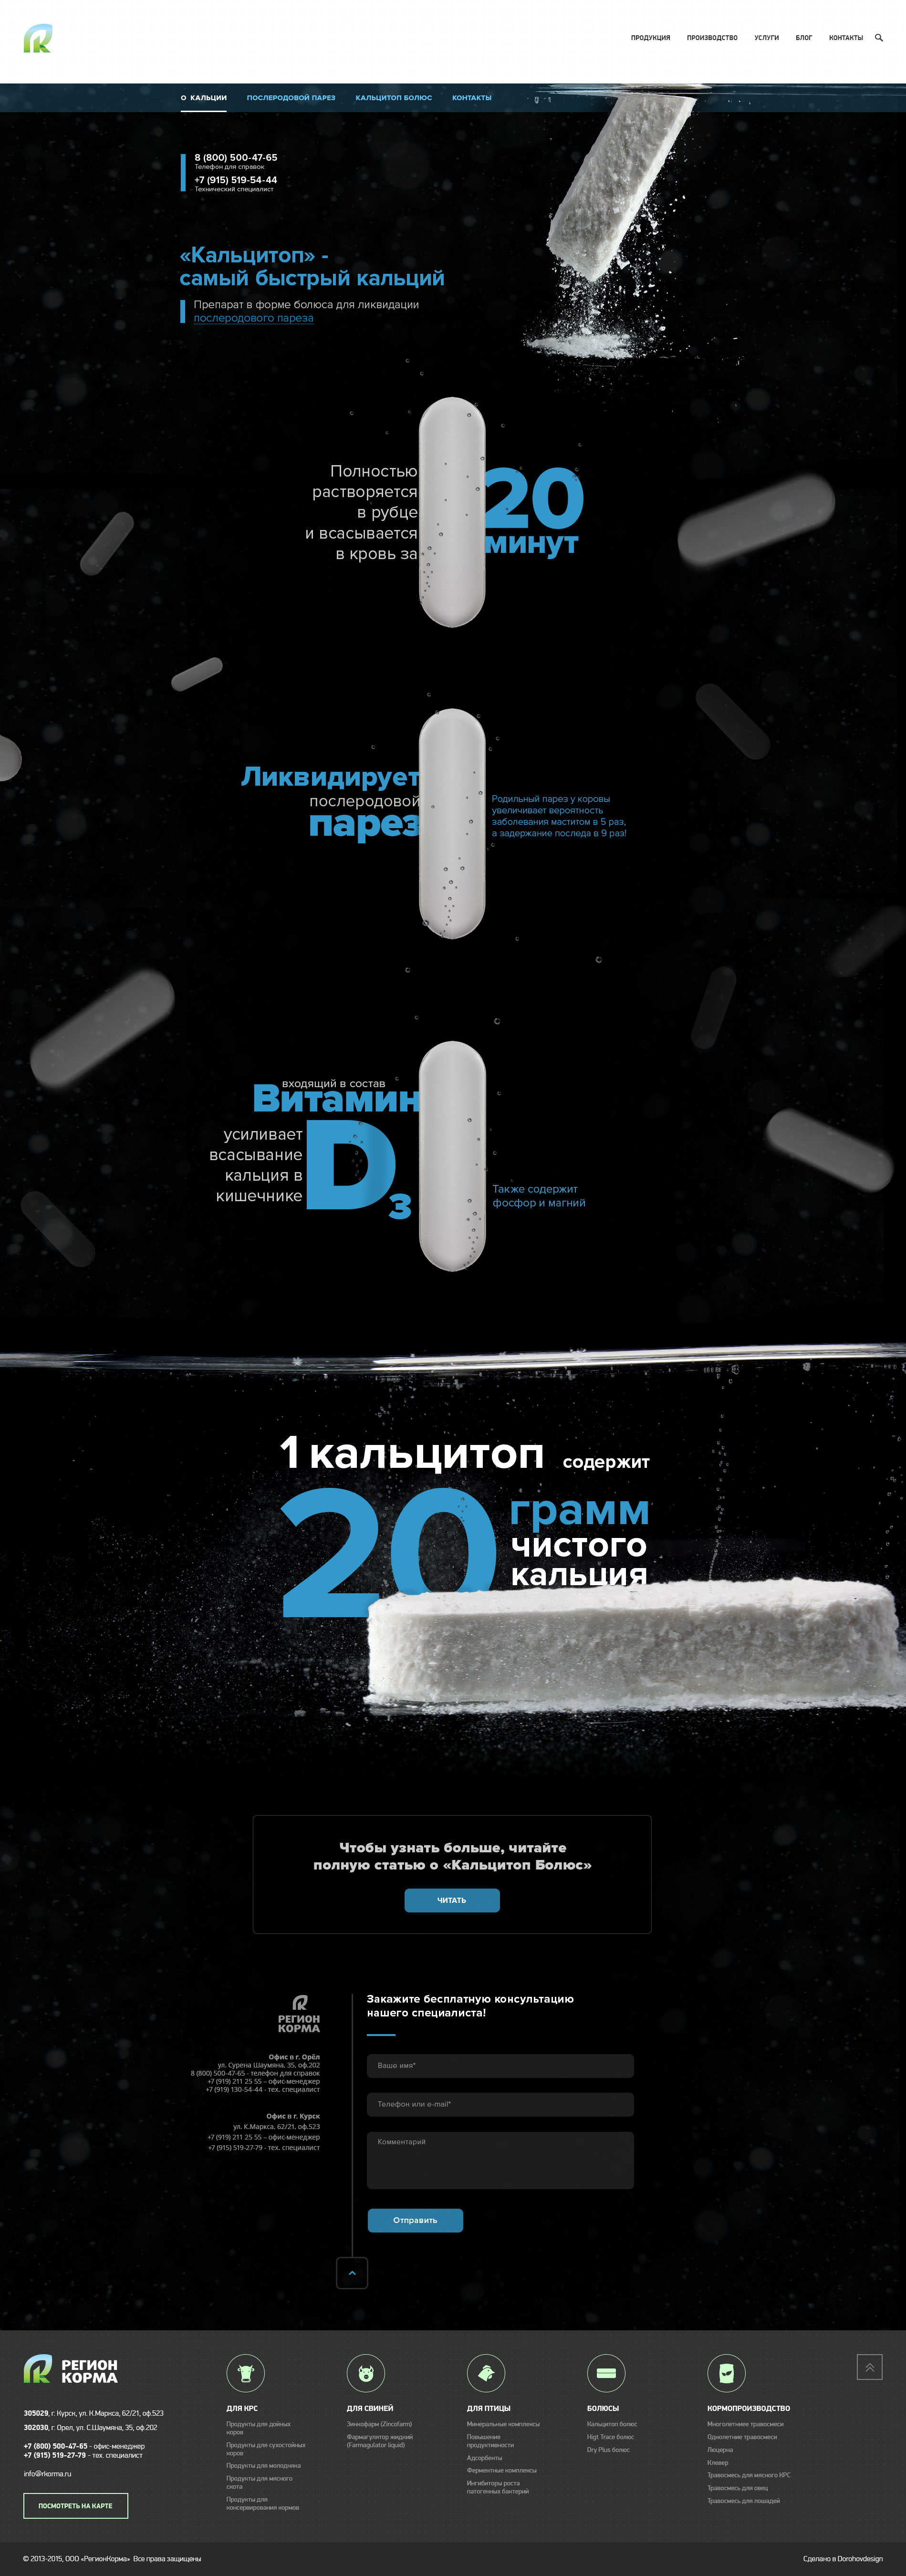 ПРОДУКЦИЯ ПРОИЗВОДСТВО УСЛУГИ БЛОГ КОНТАКТЫ
О КАЛЬЦИИ ПОСЛЕРОДОВОЙ ПАРЕЗ КАЛЬЦИТОП БОЛЮС КОНТАКТЫ
8 (800) 500-47-65
Телефон для справок
+7 (915) 519-54-44
Технический специалист
«Кальцитоп» -
самый быстрый кальций
Препарат в форме болюса для ликвидации
послеродового пареза
Полностью
растворяется
в рубце
и всасывается
в кровь за
20
минут
Ликвидирует
послеродовой
парез
Родильный парез у коровы
увеличивает вероятность
заболевания маститом в 5 раз,
а задержание последа в 9 раз!
входящий в состав
Витамин
D3
усиливает
всасывание
кальция в
кишечнике
Также содержит
фосфор и магний
1 кальцитоп содержит
20 грамм
чистого
кальция
Чтобы узнать больше, читайте
полную статью о «Кальцитоп Болюс»
ЧИТАТЬ
РЕГИОН
КОРМА
Офис в г. Орёл
ул. Сурена Шаумяна, 35, оф.202
8 (800) 500-47-65 - телефон для справок
+7 (919) 211 25 55 – офис-менеджер
+7 (919) 130-54-44 - тех. специалист
Офис в г. Курск
ул. К.Маркса, 62/21, оф.523
+7 (919) 211 25 55 – офис-менеджер
+7 (915) 519-27-79 - тех. специалист
Закажите бесплатную консультацию
нашего специалиста!
Ваше имя*
Телефон или e-mail*
Комментарий
Отправить
РЕГИОН
КОРМА
305029, г. Курск, ул. К.Маркса, 62/21, оф.523
302030, г. Орел, ул. С.Шаумяна, 35, оф.202
+7 (800) 500-47-65 - офис-менеджер
+7 (915) 519-27-79 - тех. специалист
info@rkorma.ru
ПОСМОТРЕТЬ НА КАРТЕ
ДЛЯ КРС
Продукты для дойных
коров
Продукты для сухостойных
коров
Продукты для молодняка
Продукты для мясного
скота
Продукты для
консервирования кормов
ДЛЯ СВИНЕЙ
Зиннофарм (Zincofarm)
Фармагулятор жидкий
(Farmagulator liquid)
ДЛЯ ПТИЦЫ
Минеральные комплексы
Повышение
продуктивности
Адсорбенты
Ферментные комплексы
Ингибиторы роста
патогенных бактерий
БОЛЮСЫ
Кальцитоп болюс
Higt Trace болюс
Dry Plus болюс
КОРМОПРОИЗВОДСТВО
Многолетниее травосмеси
Однолетние травосмеси
Люцерна
Клевер
Травосмесь для мясного КРС
Травосмесь для овец
Травосмесь для лошадей
© 2013-2015, ООО «РегионКорма» Все права защищены
Сделано в Dorohovdesign